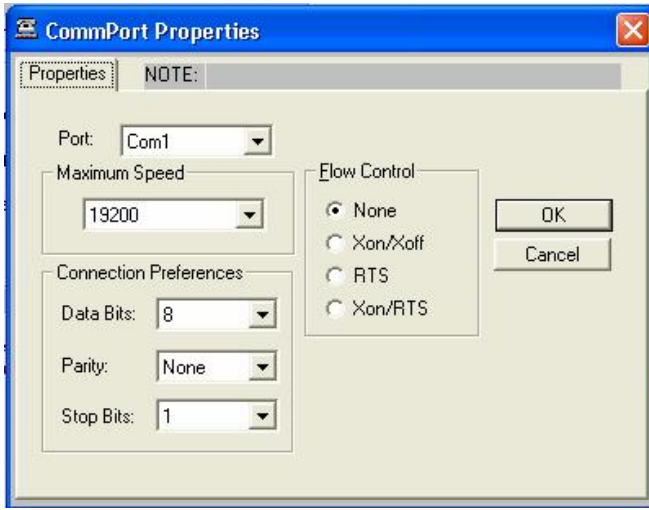 CommPort Properties
Properties
NOTE:
Port:
Com1
Maximum Speed
19200
Connection Preferences
Data Bits:
8
Parity:
None
Stop Bits:
1
Flow Control
None
Xon/Xoff
RTS
Xon/RTS
OK
Cancel